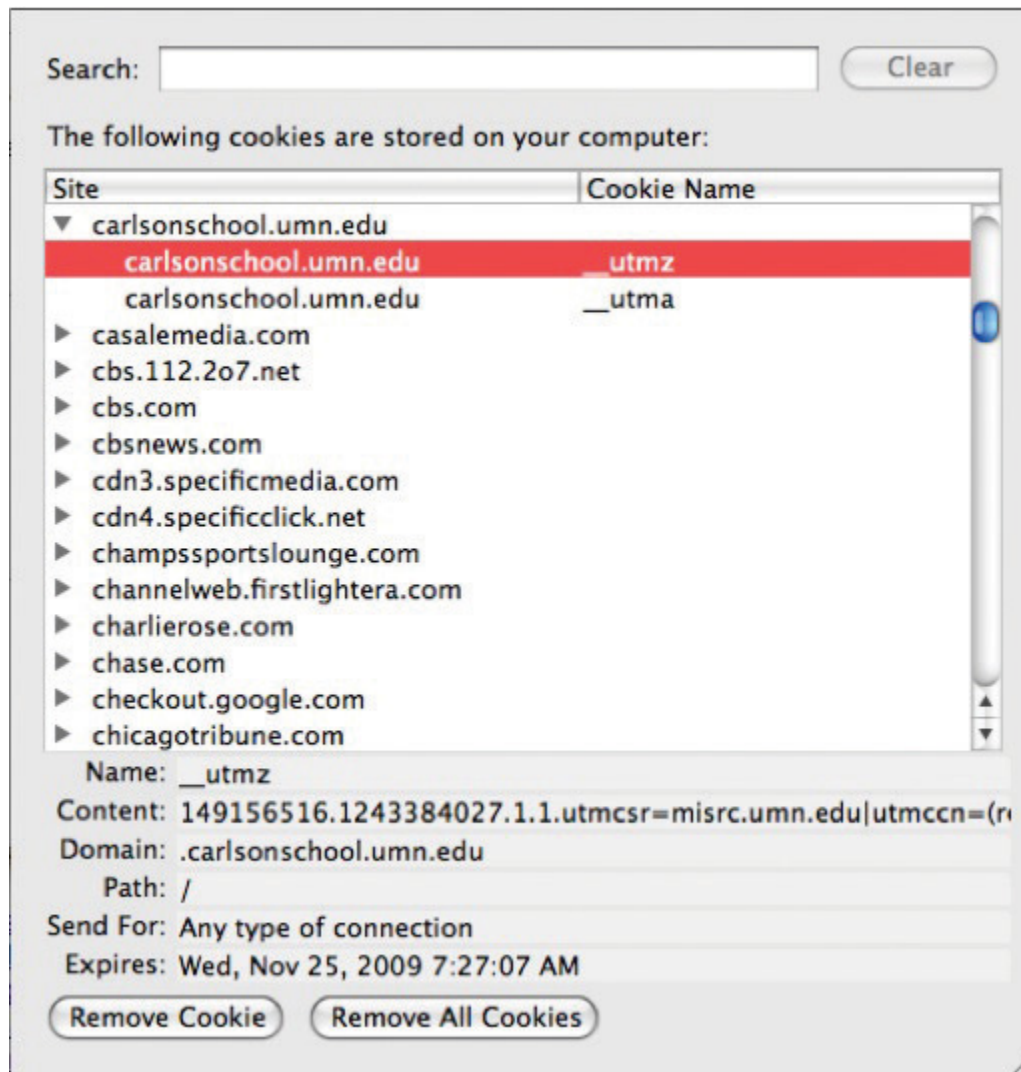 Search: Clear
The following cookies are stored on your computer:
Site Cookie Name
carlsonschool.umn.edu
carlsonschool.umn.edu __utmz
carlsonschool.umn.edu __utma
casalemedia.com
cbs.112.2o7.net
cbs.com
cbsnews.com
cdn3.specificmedia.com
cdn4.specificclick.net
champssportslounge.com
channelweb.firstlightera.com
charlierose.com
chase.com
checkout.google.com
chicagotribune.com
Name: __utmz
Content: 149156516.1243384027.1.1.utmcsr=misrc.umn.edu|utmccn=(re
Domain: .carlsonschool.umn.edu
Path: /
Send For: Any type of connection
Expires: Wed, Nov 25, 2009 7:27:07 AM
Remove Cookie Remove All Cookies